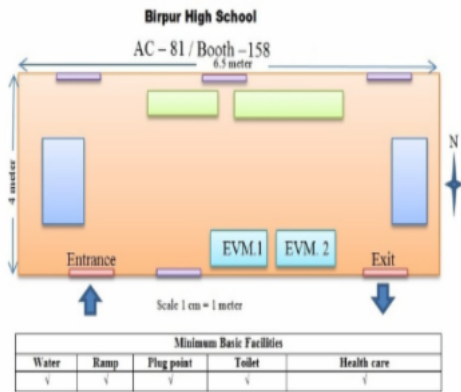 Birpur High School
AC – 81 / Booth –158
6.5 meter
4 meter
N
EVM.1 EVM. 2
Entrance Exit
Scale 1 cm = 1 meter
Minimum Basic Facilities
Water Ramp Plug point Toilet Health care
√ √ √ √ √